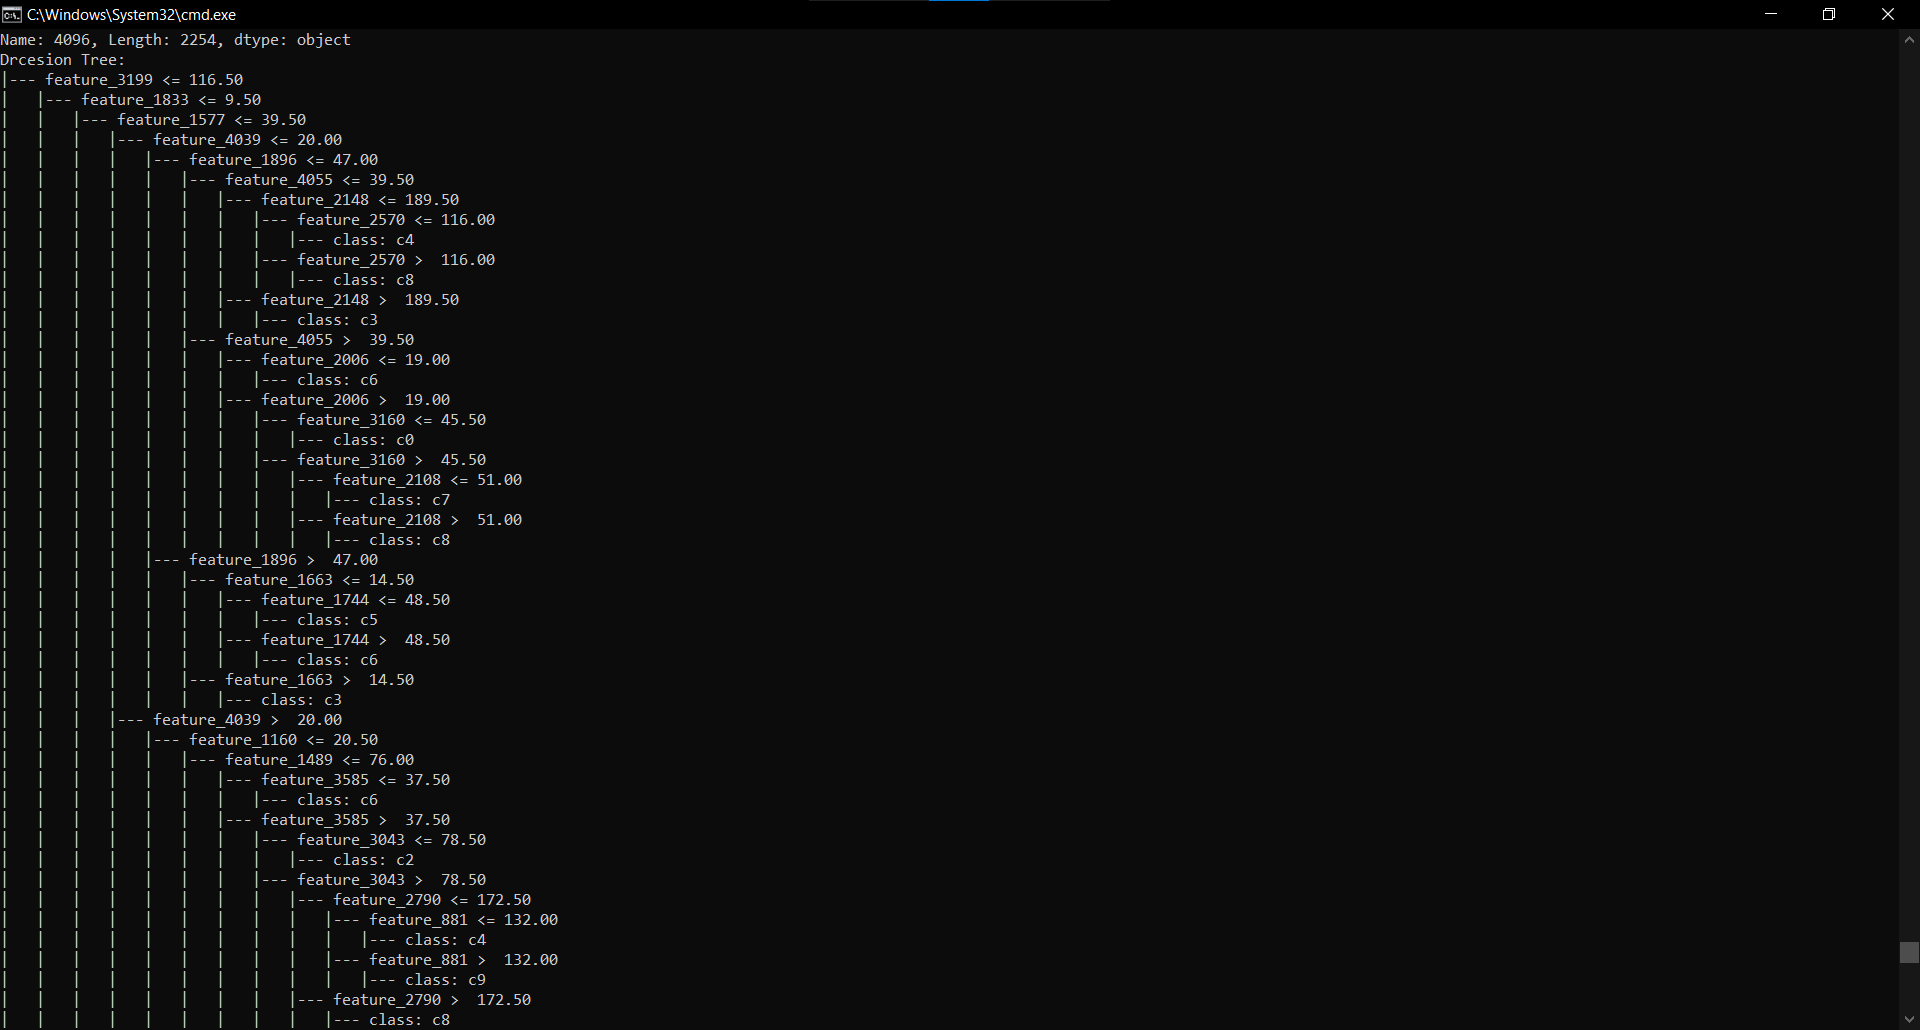 C:\Windows\System32\cmd.exe
Name: 4096, Length: 2254, dtype: object
Drcesion Tree:
|--- feature_3199 <= 116.50
|   |--- feature_1833 <= 9.50
|   |   |--- feature_1577 <= 39.50
|   |   |   |--- feature_4039 <= 20.00
|   |   |   |   |--- feature_1896 <= 47.00
|   |   |   |   |   |--- feature_4055 <= 39.50
|   |   |   |   |   |   |--- feature_2148 <= 189.50
|   |   |   |   |   |   |   |--- feature_2570 <= 116.00
|   |   |   |   |   |   |   |   |--- class: c4
|   |   |   |   |   |   |   |--- feature_2570 >  116.00
|   |   |   |   |   |   |   |   |--- class: c8
|   |   |   |   |   |   |--- feature_2148 >  189.50
|   |   |   |   |   |   |   |--- class: c3
|   |   |   |   |   |--- feature_4055 >  39.50
|   |   |   |   |   |   |--- feature_2006 <= 19.00
|   |   |   |   |   |   |   |--- class: c6
|   |   |   |   |   |   |--- feature_2006 >  19.00
|   |   |   |   |   |   |   |--- feature_3160 <= 45.50
|   |   |   |   |   |   |   |   |--- class: c0
|   |   |   |   |   |   |   |--- feature_3160 >  45.50
|   |   |   |   |   |   |   |   |--- feature_2108 <= 51.00
|   |   |   |   |   |   |   |   |   |--- class: c7
|   |   |   |   |   |   |   |   |--- feature_2108 >  51.00
|   |   |   |   |   |   |   |   |   |--- class: c8
|   |   |   |   |--- feature_1896 >  47.00
|   |   |   |   |   |--- feature_1663 <= 14.50
|   |   |   |   |   |   |--- feature_1744 <= 48.50
|   |   |   |   |   |   |   |--- class: c5
|   |   |   |   |   |   |--- feature_1744 >  48.50
|   |   |   |   |   |   |   |--- class: c6
|   |   |   |   |   |--- feature_1663 >  14.50
|   |   |   |   |   |   |--- class: c3
|   |   |   |--- feature_4039 >  20.00
|   |   |   |   |--- feature_1160 <= 20.50
|   |   |   |   |   |--- feature_1489 <= 76.00
|   |   |   |   |   |   |--- feature_3585 <= 37.50
|   |   |   |   |   |   |   |--- class: c6
|   |   |   |   |   |   |--- feature_3585 >  37.50
|   |   |   |   |   |   |   |--- feature_3043 <= 78.50
|   |   |   |   |   |   |   |   |--- class: c2
|   |   |   |   |   |   |   |--- feature_3043 >  78.50
|   |   |   |   |   |   |   |   |--- feature_2790 <= 172.50
|   |   |   |   |   |   |   |   |   |--- feature_881 <= 132.00
|   |   |   |   |   |   |   |   |   |   |--- class: c4
|   |   |   |   |   |   |   |   |   |--- feature_881 >  132.00
|   |   |   |   |   |   |   |   |   |   |--- class: c9
|   |   |   |   |   |   |   |   |--- feature_2790 >  172.50
|   |   |   |   |   |   |   |   |   |--- class: c8